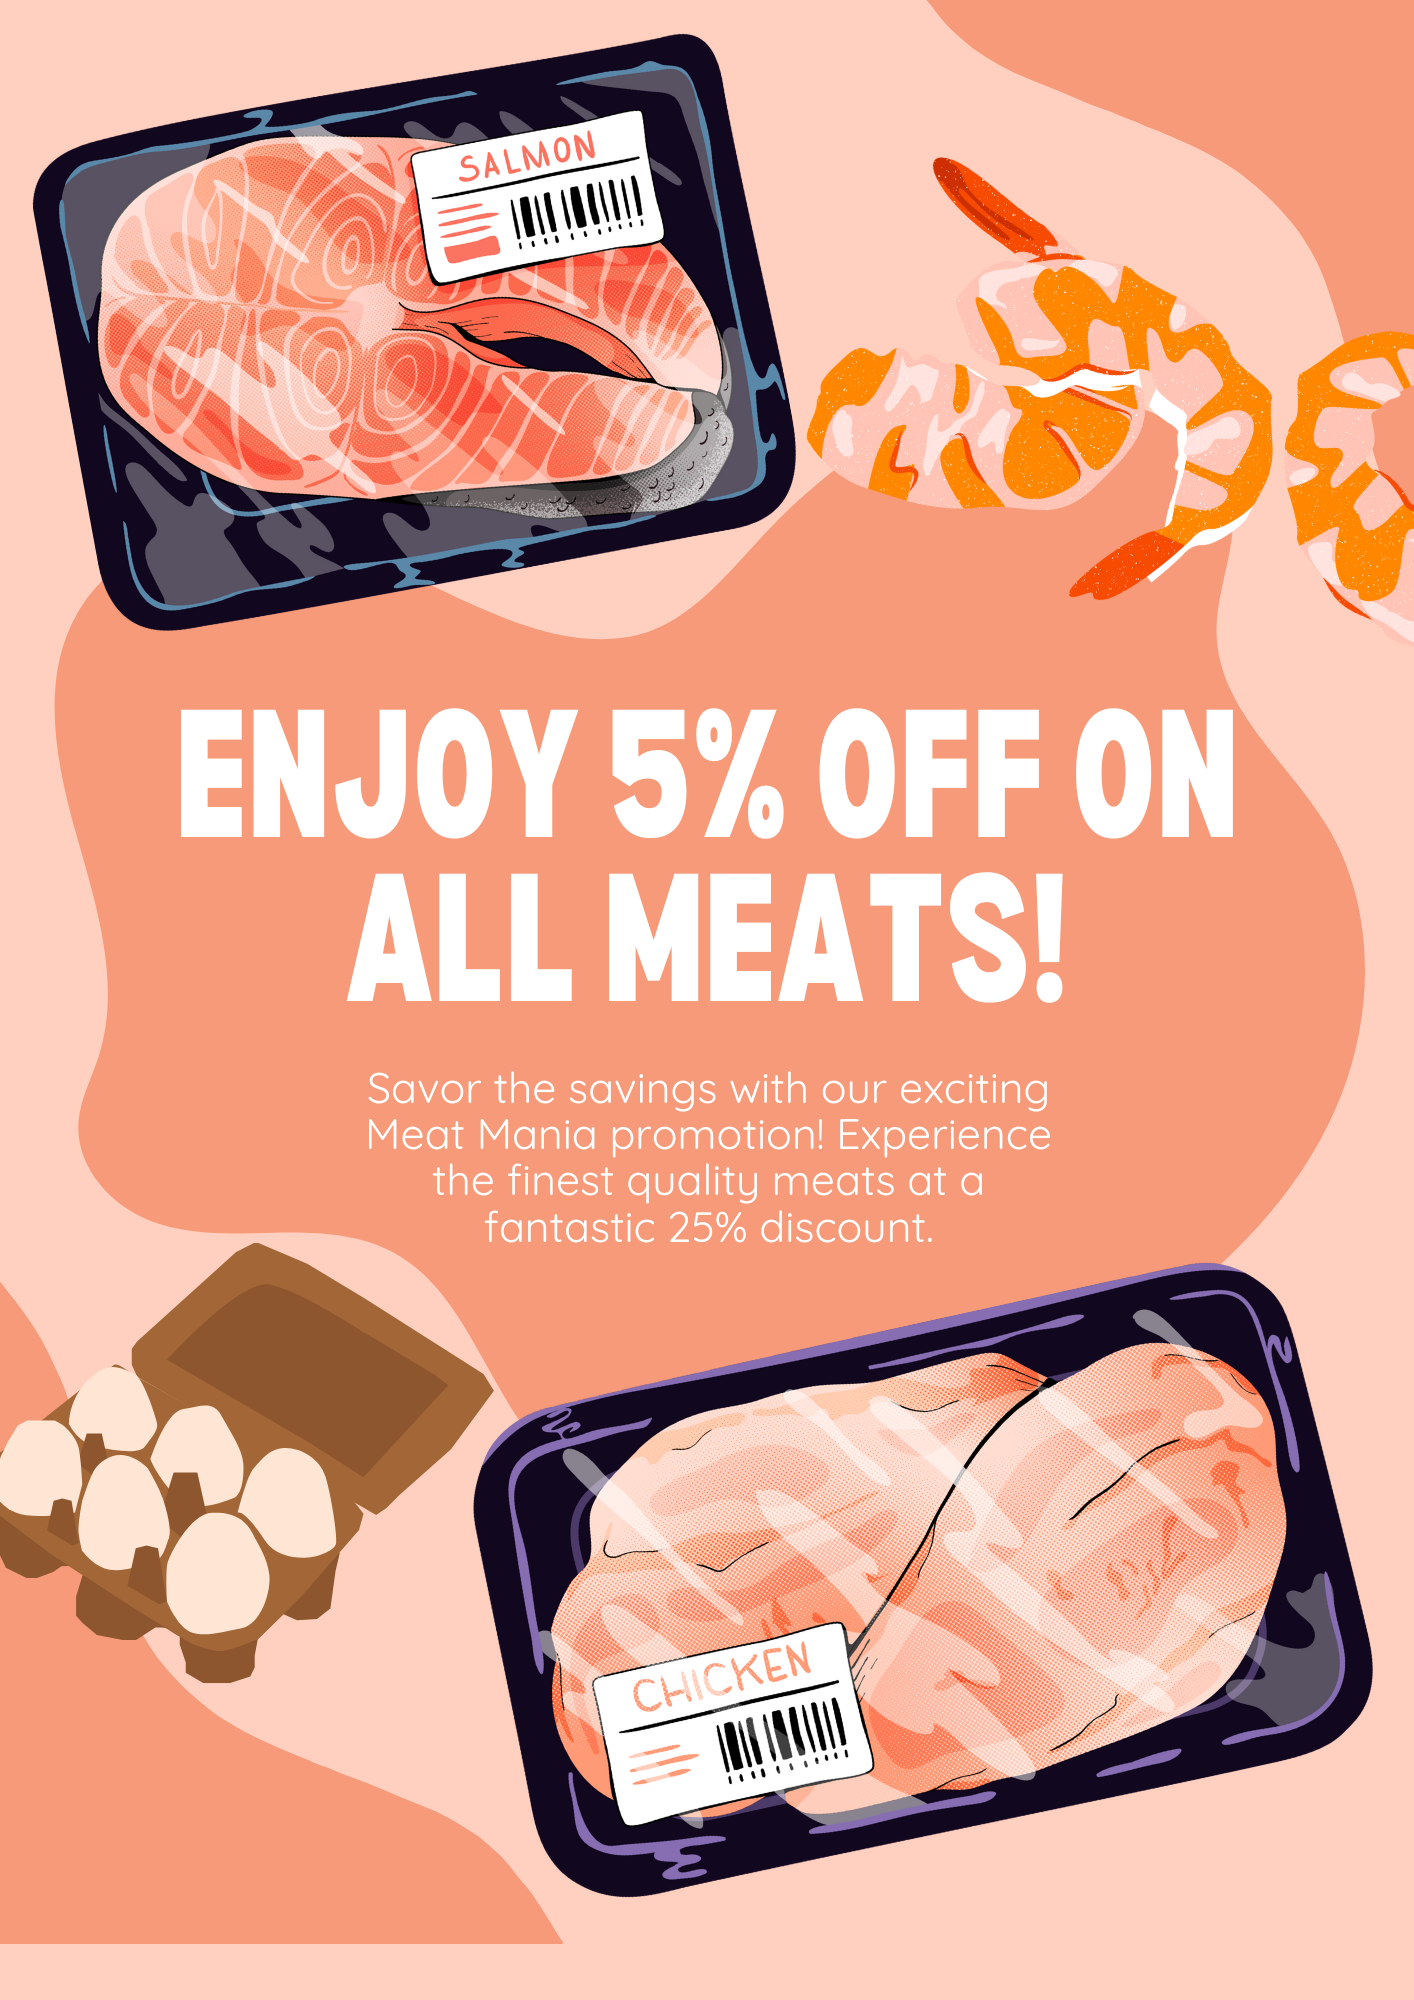 SALMON
ENJOY 5% OFF ON
ALL MEATS!
Savor the savings with our exciting
Meat Mania promotion! Experience
the finest quality meats at a
fantastic 25% discount.
CHICKEN